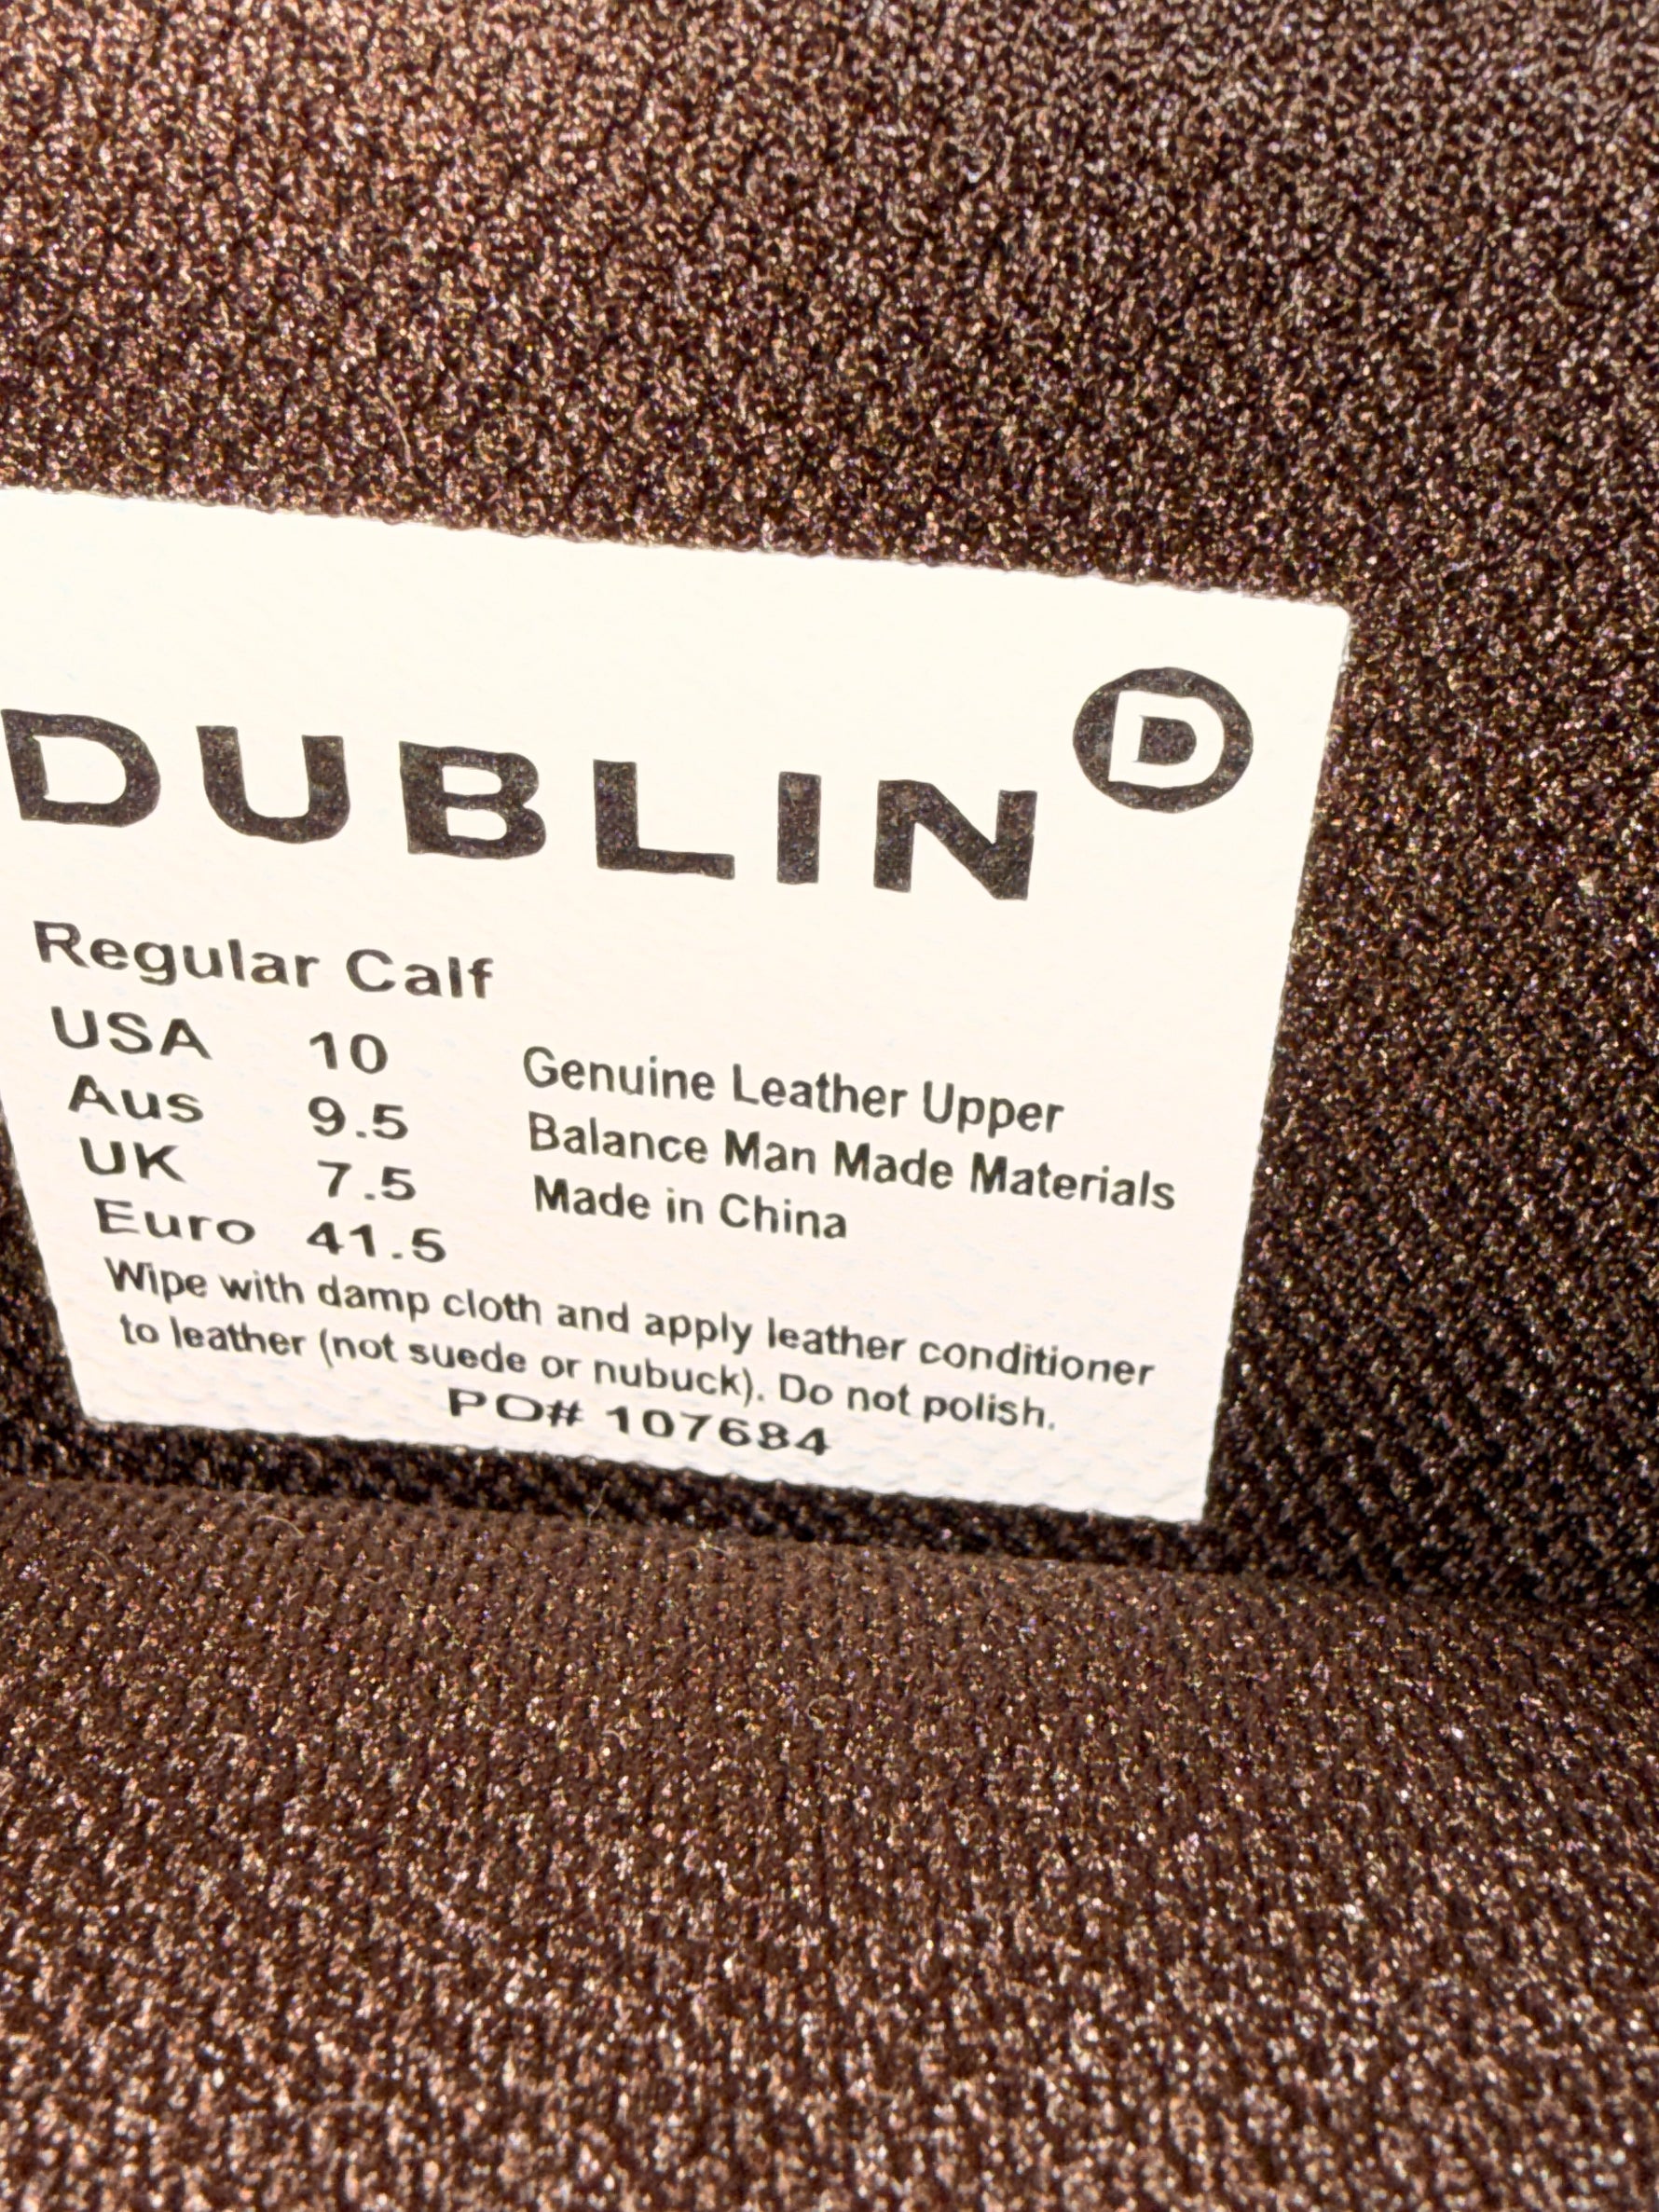 DUBLIN D
Regular Calf
USA 10
Aus 9.5
UK 7.5
Euro 41.5
Genuine Leather Upper
Balance Man Made Materials
Made in China
Wipe with damp cloth and apply leather conditioner
to leather (not suede or nubuck). Do not polish.
PO# 107684